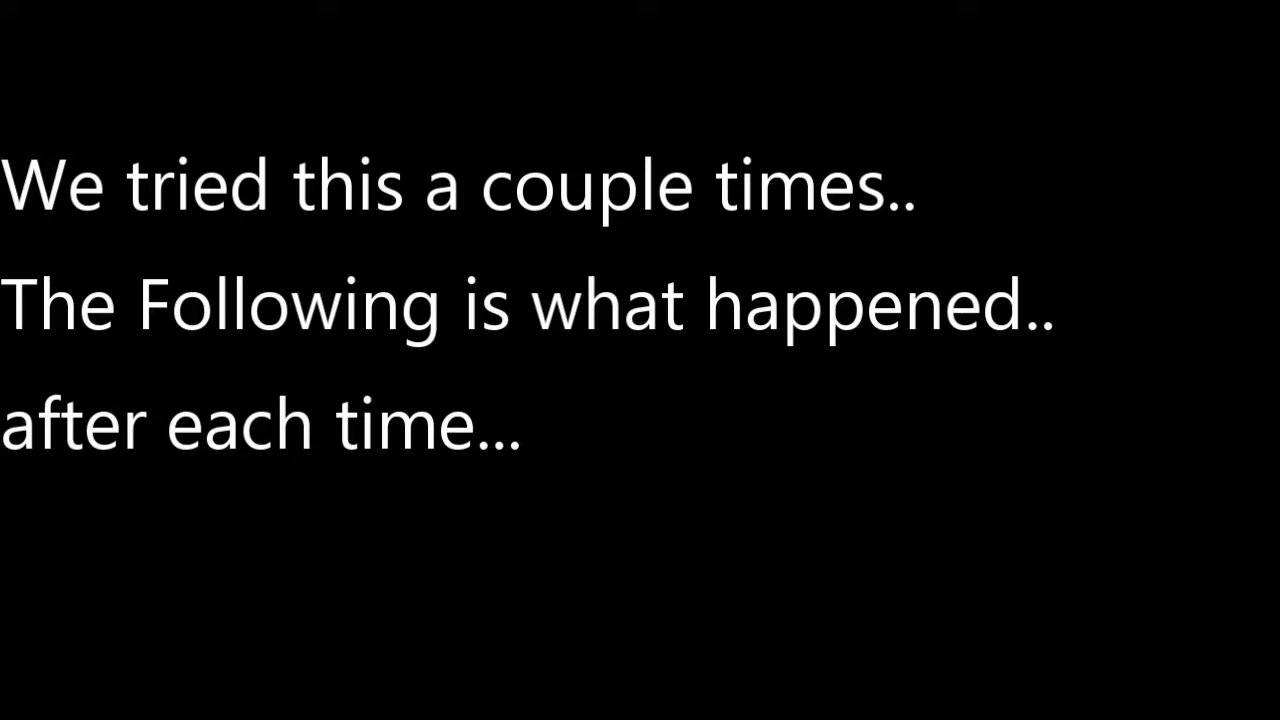 We tried this a couple times..
The Following is what happened..
after each time...